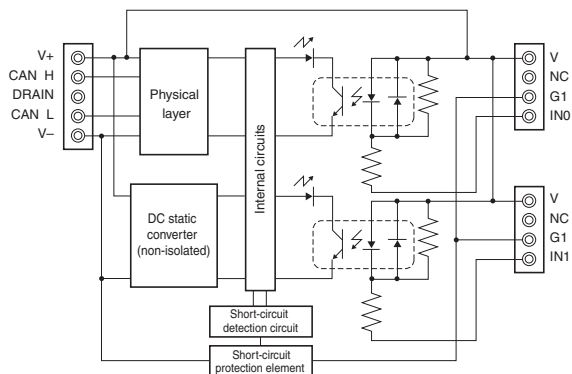 V+
CAN H
DRAIN
CAN L
V–
Physical
layer
DC static
converter
(non-isolated)
Internal circuits
Short-circuit
detection circuit
Short-circuit
protection element
V
NC
G1
IN0
V
NC
G1
IN1